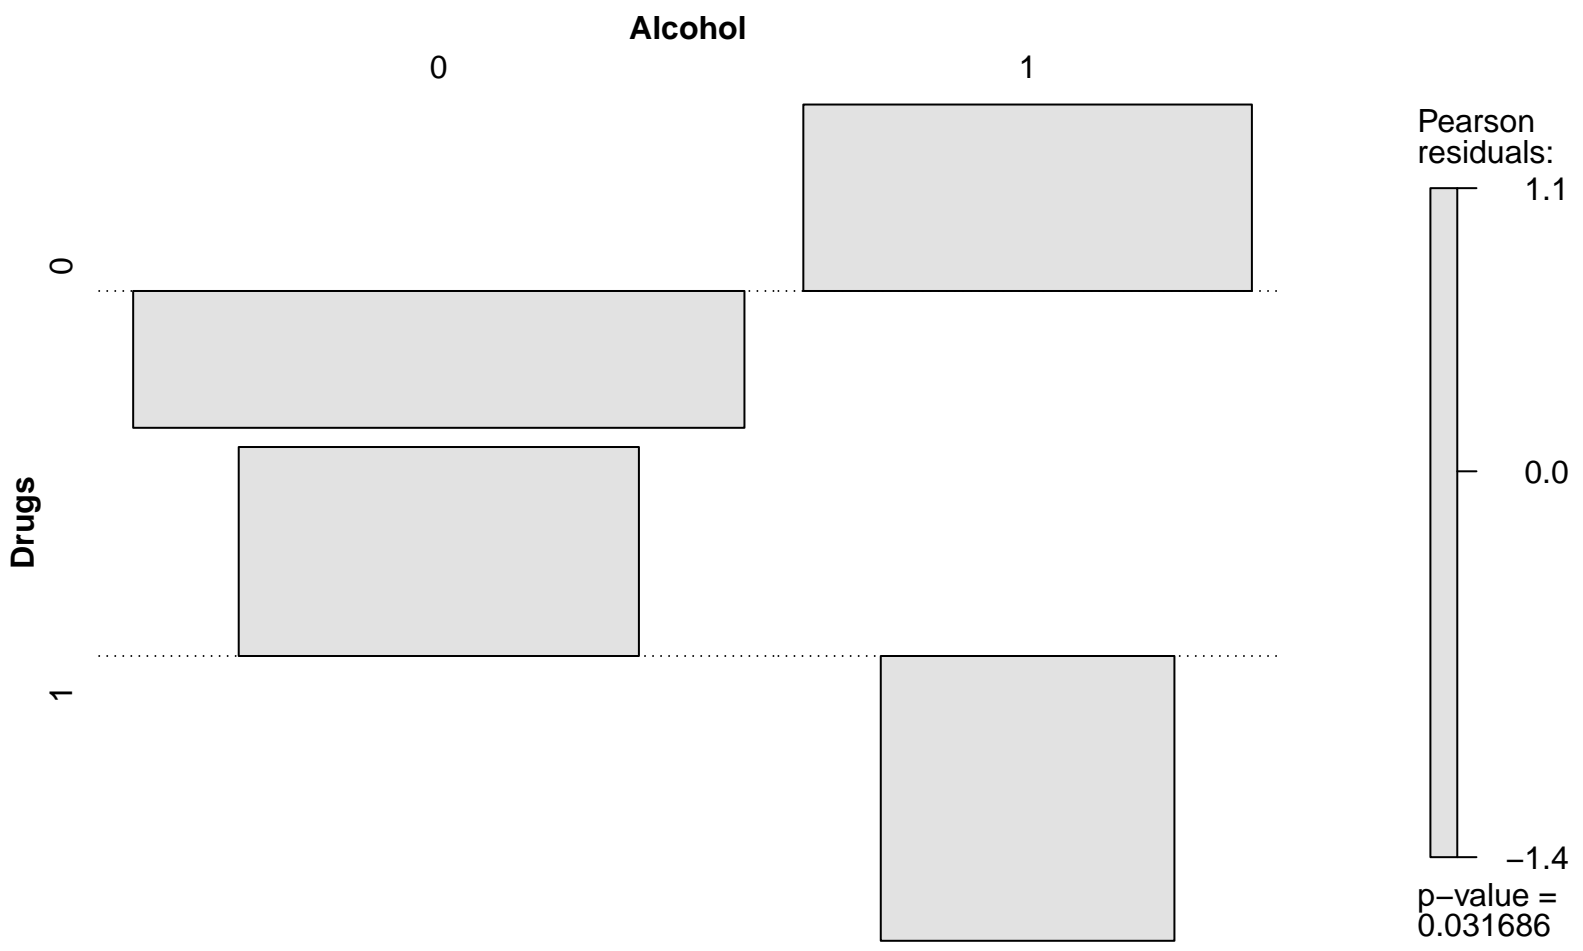 Alcohol
0 1
Pearson
residuals:
1.1
0
0.0
Drugs
1
−1.4
p−value =
0.031686